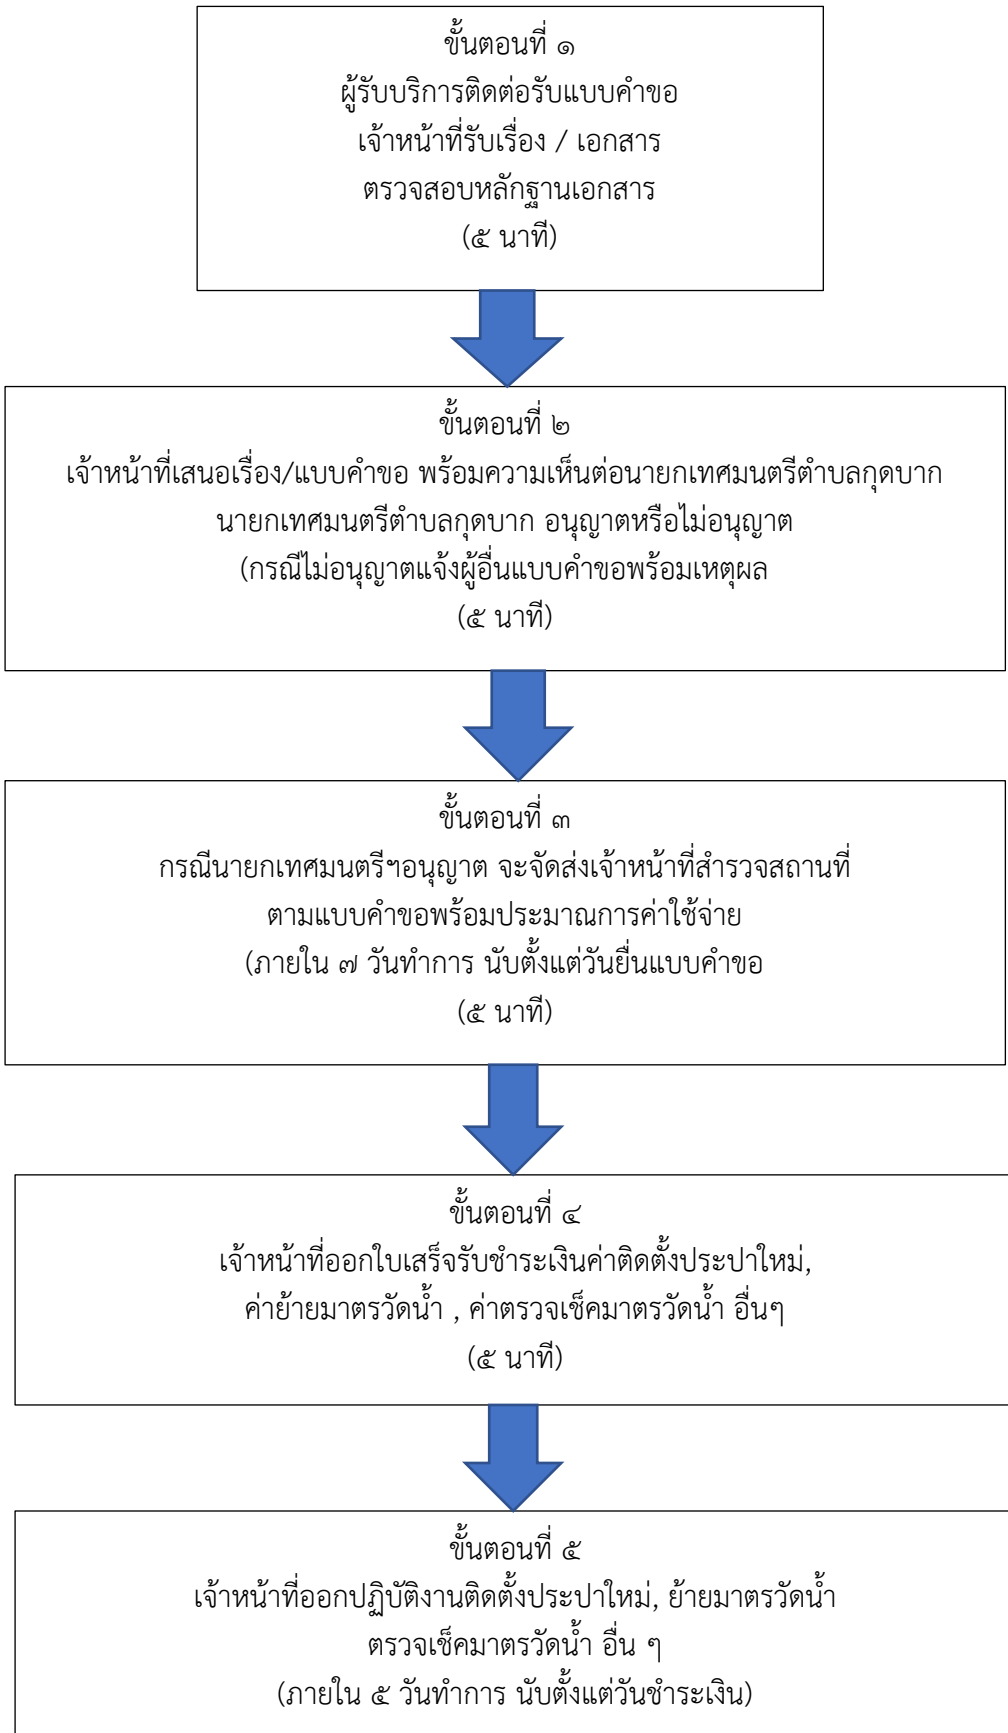 ขั้นตอนที่ ๑
ผู้รับบริการติดต่อรับแบบคำขอ
เจ้าหน้าที่รับเรื่อง / เอกสาร
ตรวจสอบหลักฐานเอกสาร
(๕ นาที)
ขั้นตอนที่ ๒
เจ้าหน้าที่เสนอเรื่อง/แบบคำขอ พร้อมความเห็นต่อนายกเทศมนตรีตำบลกุดบาก
นายกเทศมนตรีตำบลกุดบาก อนุญาตหรือไม่อนุญาต
(กรณีไม่อนุญาตแจ้งผู้อื่นแบบคำขอพร้อมเหตุผล
(๕ นาที)
ขั้นตอนที่ ๓
กรณีนายกเทศมนตรีฯอนุญาต จะจัดส่งเจ้าหน้าที่สำรวจสถานที่
ตามแบบคำขอพร้อมประมาณการค่าใช้จ่าย
(ภายใน ๗ วันทำการ นับตั้งแต่วันยื่นแบบคำขอ
(๕ นาที)
ขั้นตอนที่ ๔
เจ้าหน้าที่ออกใบเสร็จรับชำระเงินค่าติดตั้งประปาใหม่,
ค่าย้ายมาตรวัดน้ำ , ค่าตรวจเช็คมาตรวัดน้ำ อื่นๆ
(๕ นาที)
ขั้นตอนที่ ๕
เจ้าหน้าที่ออกปฏิบัติงานติดตั้งประปาใหม่, ย้ายมาตรวัดน้ำ
ตรวจเช็คมาตรวัดน้ำ อื่น ๆ
(ภายใน ๕ วันทำการ นับตั้งแต่วันชำระเงิน)